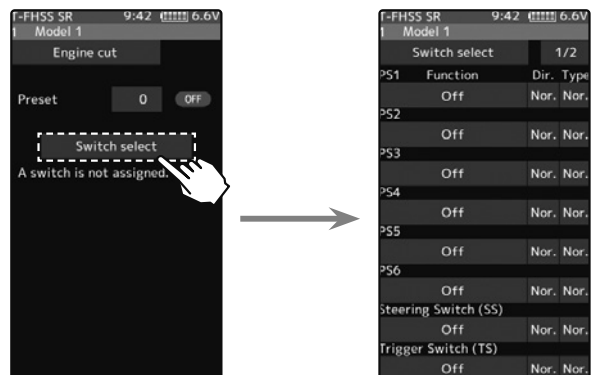 T-FHSS SR 9:42 6.6V
1 Model 1
Engine cut
Preset 0 OFF
Switch select
A switch is not assigned.
T-FHSS SR 9:42 6.6V
1 Model 1
Switch select 1/2
PS1 Function Dir. Type
Off Nor. Nor.
PS2
Off Nor. Nor.
PS3
Off Nor. Nor.
PS4
Off Nor. Nor.
PS5
Off Nor. Nor.
PS6
Off Nor. Nor.
Steering Switch (SS)
Off Nor. Nor.
Trigger Switch (TS)
Off Nor. Nor.